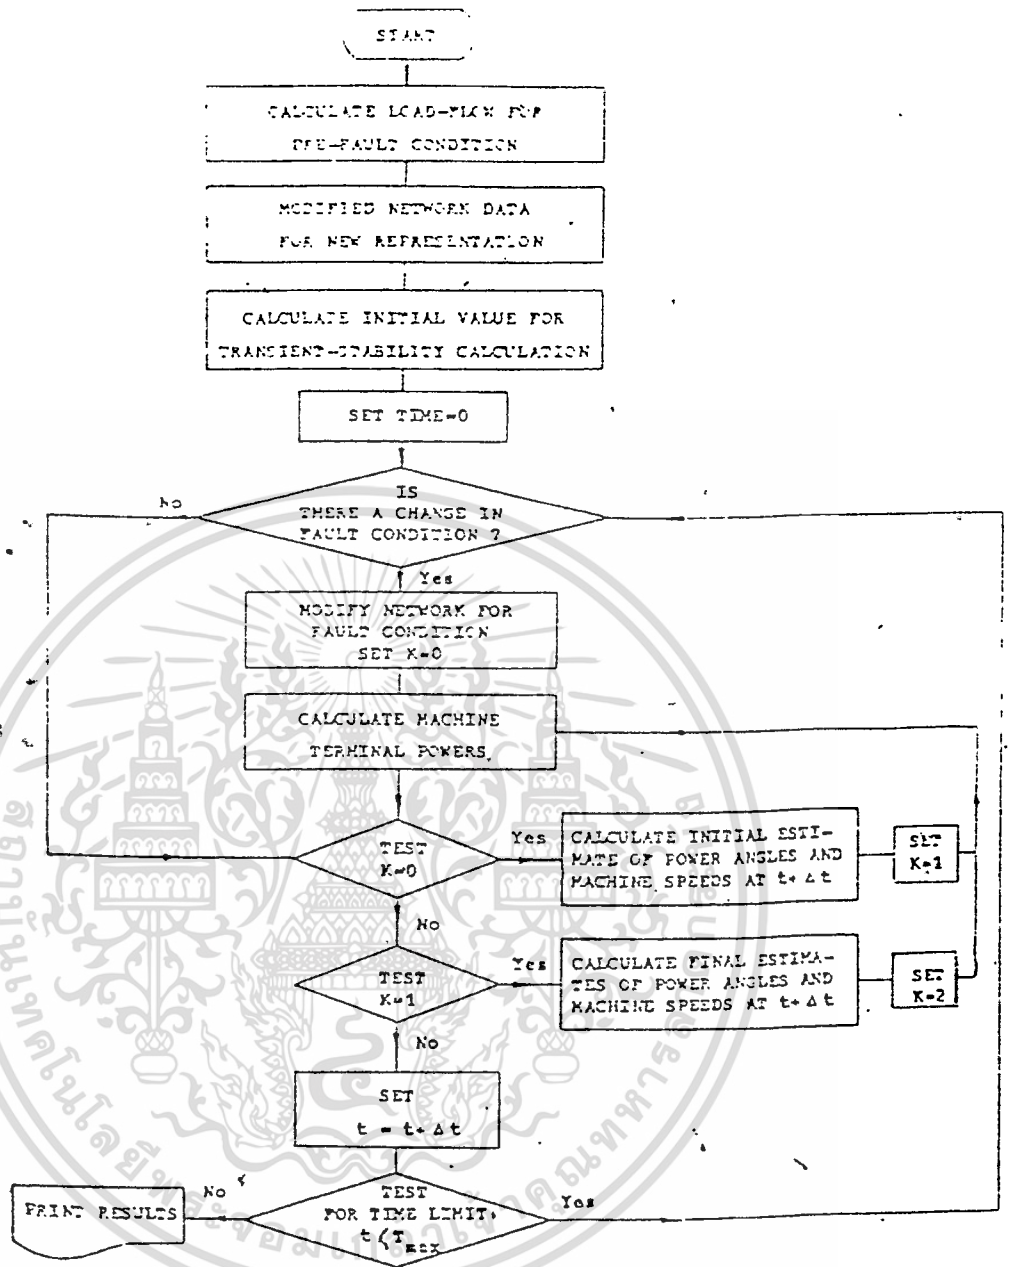 START
CALCULATE LOAD-FLOW FOR
PRE-FAULT CONDITION
MODIFIED NETWORK DATA
FOR NEW REPRESENTATION
CALCULATE INITIAL VALUE FOR
TRANSIENT-STABILITY CALCULATION
SET TIME=0
No
IS
THERE A CHANGE IN
FAULT CONDITION ?
Yes
MODIFY NETWORK FOR
FAULT CONDITION
SET K=0
CALCULATE MACHINE
TERMINAL POWERS.
TEST
K=0
Yes
CALCULATE INITIAL ESTI-
MATE OF POWER ANGLES AND
MACHINE SPEEDS AT t+Δt
SET
K=1
No
TEST
K=1
Yes
CALCULATE FINAL ESTIMA-
TES OF POWER ANGLES AND
MACHINE SPEEDS AT t+Δt
SET
K=2
No
SET
t = t+Δt
No
PRINT RESULTS
TEST
FOR TIME LIMIT,
t < Tmax
Yes